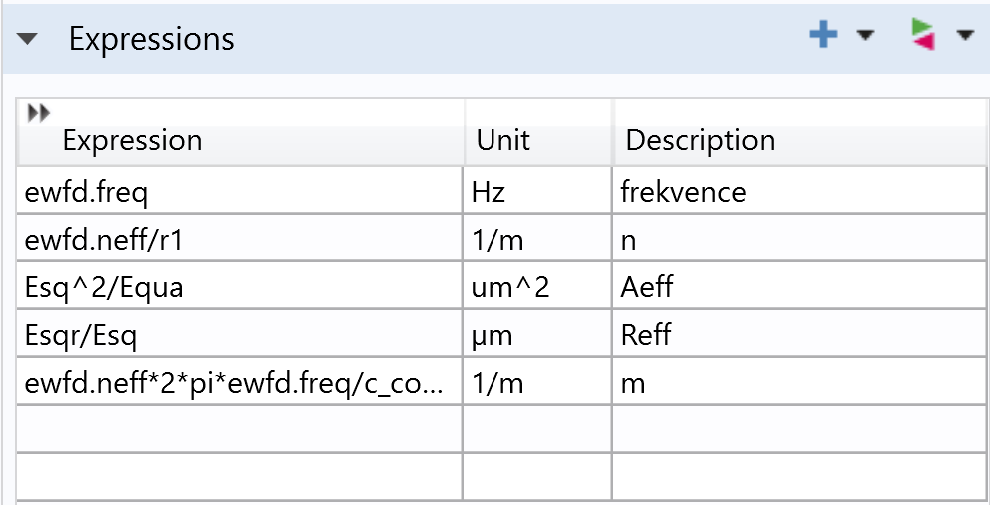 Expressions
Expression Unit Description
ewfd.freq Hz frekvence
ewfd.neff/r1 1/m n
Esq^2/Equa um^2 Aeff
Esqr/Esq µm Reff
ewfd.neff*2*pi*ewfd.freq/c_co... 1/m m